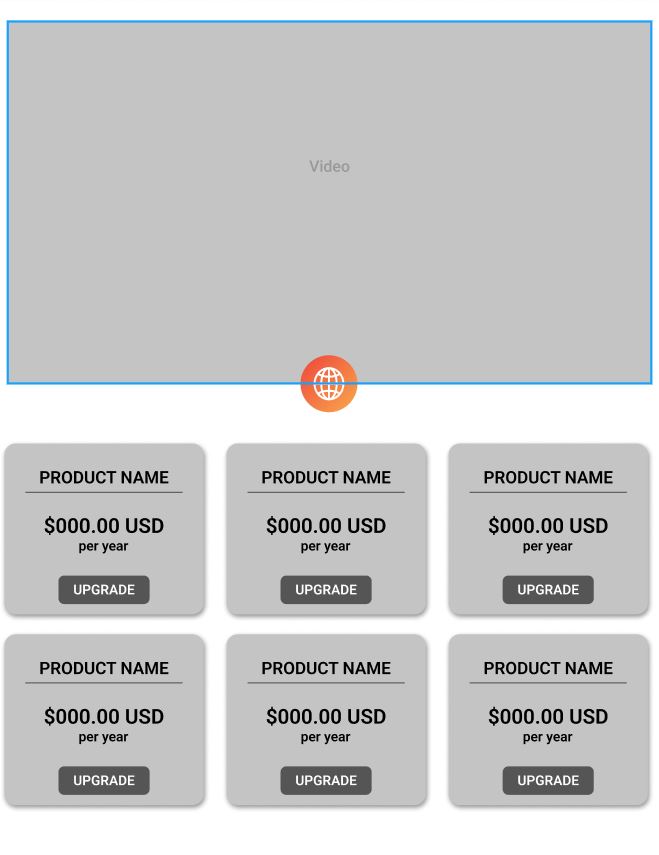 Video
PRODUCT NAME
$000.00 USD
per year
UPGRADE
PRODUCT NAME
$000.00 USD
per year
UPGRADE
PRODUCT NAME
$000.00 USD
per year
UPGRADE
PRODUCT NAME
$000.00 USD
per year
UPGRADE
PRODUCT NAME
$000.00 USD
per year
UPGRADE
PRODUCT NAME
$000.00 USD
per year
UPGRADE